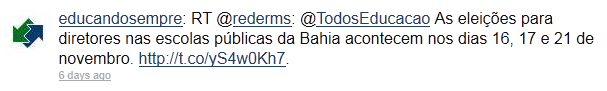 educandosempre: RT @rederms: @TodosEducacao As eleições para
diretores nas escolas públicas da Bahia acontecem nos dias 16, 17 e 21 de
novembro. http://t.co/yS4w0Kh7.
6 days ago